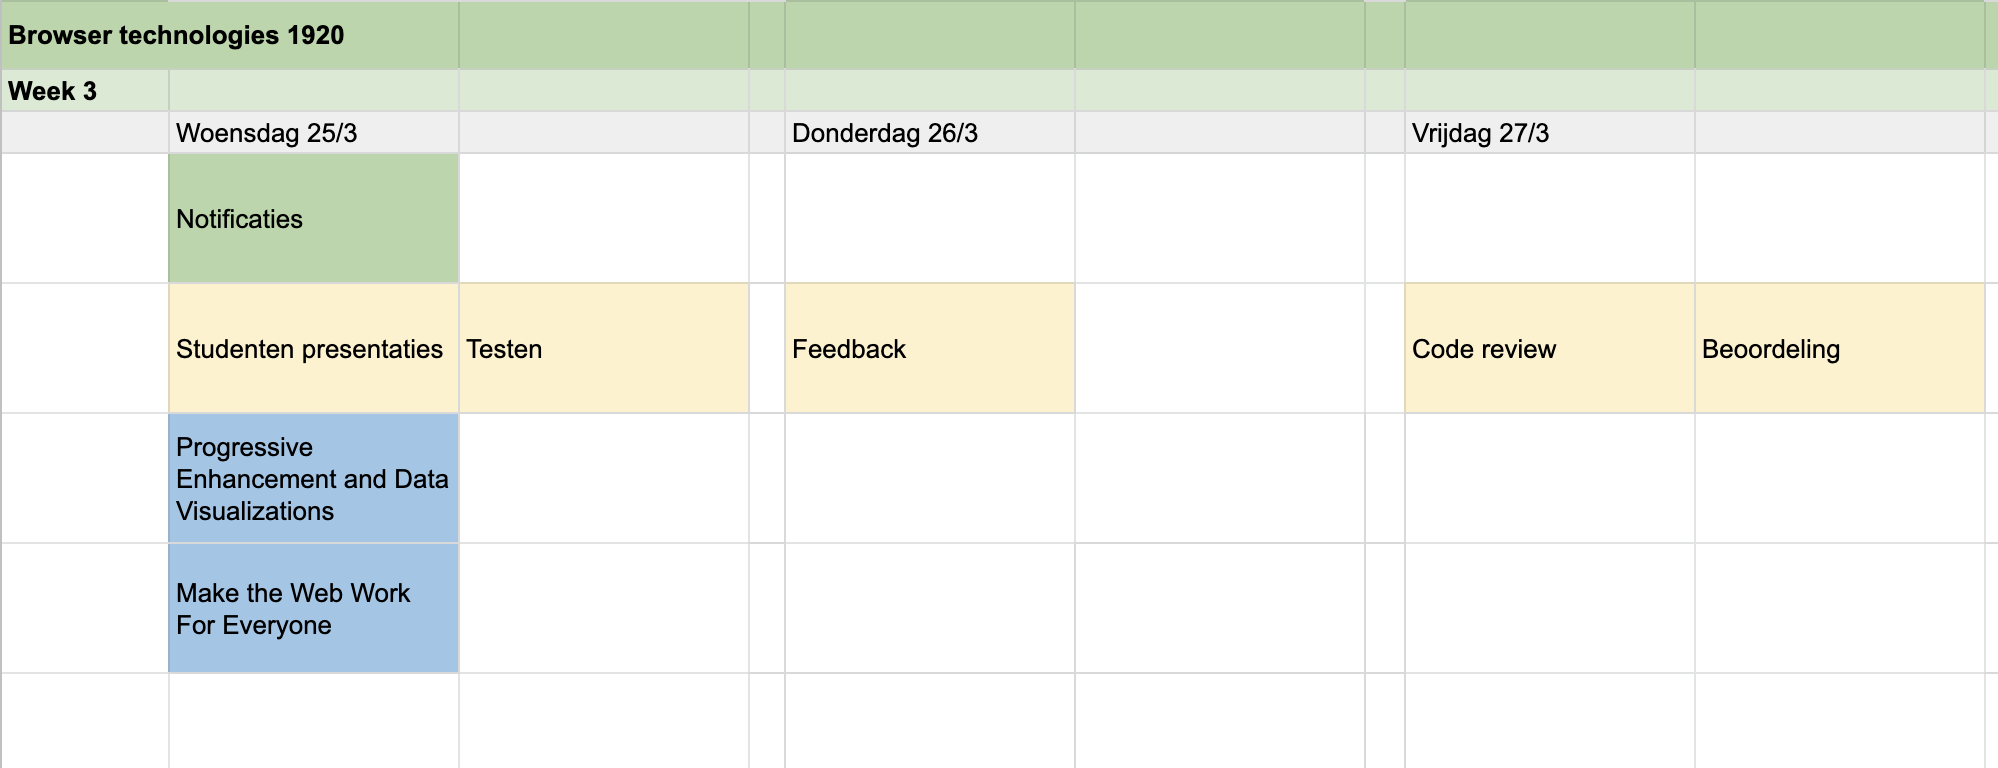 Browser technologies 1920
Week 3
Woensdag 25/3 Donderdag 26/3 Vrijdag 27/3
Notificaties
Studenten presentaties Testen Feedback Code review Beoordeling
Progressive
Enhancement and Data
Visualizations
Make the Web Work
For Everyone